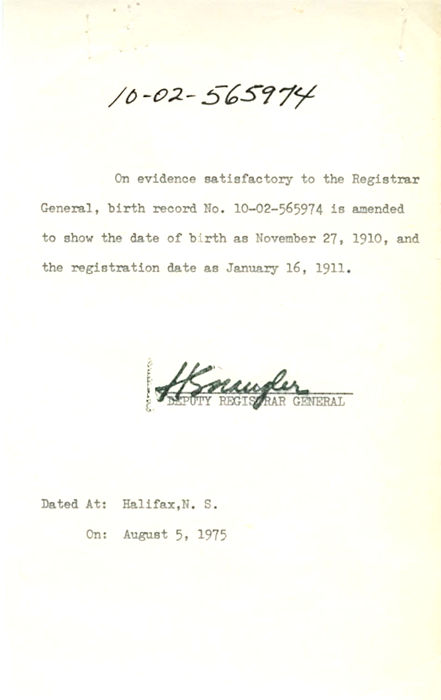 10-02-565974
On evidence satisfactory to the Registrar
General, birth record No. 10-02-565974 is amended
to show the date of birth as November 27, 1910, and
the registration date as January 16, 1911.
DEPUTY REGISTRAR GENERAL
Dated At: Halifax,N. S.
On: August 5, 1975